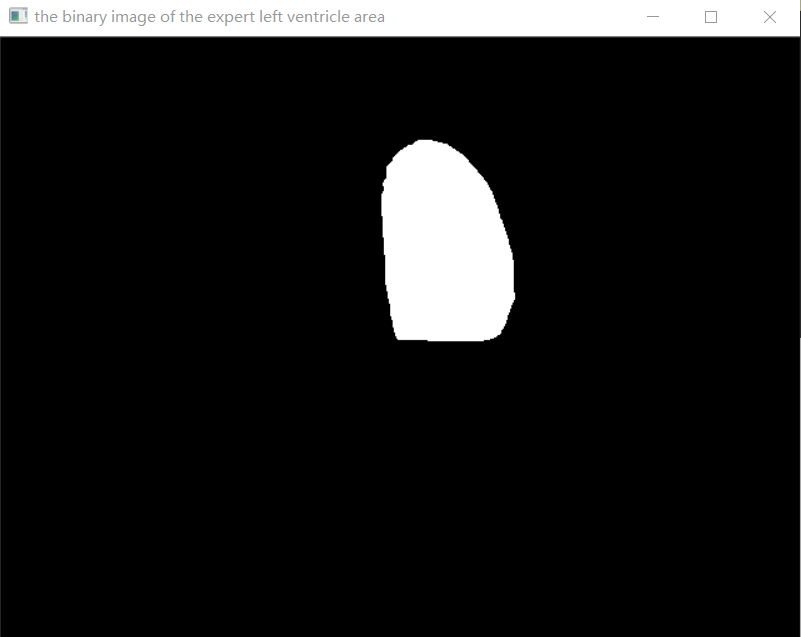 the binary image of the expert left ventricle area